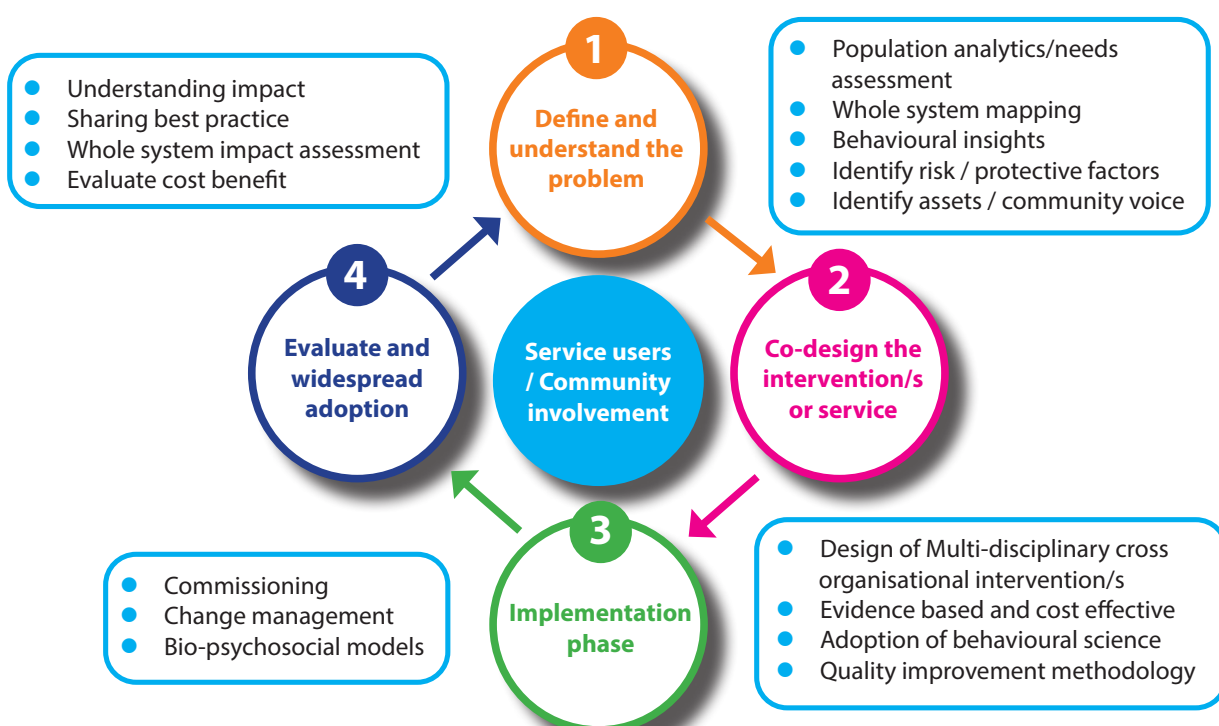 1
Define and
understand the
problem
Population analytics/needs
assessment
Whole system mapping
Behavioural insights
Identify risk / protective factors
Identify assets / community voice
2
Co-design the
intervention/s
or service
Design of Multi-disciplinary cross
organisational intervention/s
Evidence based and cost effective
Adoption of behavioural science
Quality improvement methodology
3
Implementation
phase
Commissioning
Change management
Bio-psychosocial models
4
Evaluate and
widespread
adoption
Understanding impact
Sharing best practice
Whole system impact assessment
Evaluate cost benefit
Service users
/ Community
involvement